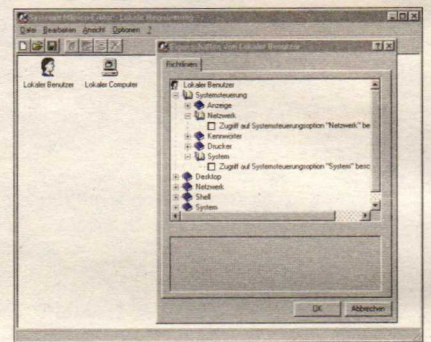 Systemrichtlinien-Editor - Lokale Registrierung
Datei Bearbeiten Ansicht Optionen ?
Lokaler Benutzer Lokaler Computer
Eigenschaften von Lokaler Benutzer
Richtlinien
Lokaler Benutzer
Systemsteuerung
Anzeige
Netzwerk
Zugriff auf Systemsteuerungsoption "Netzwerk" be
Kennwörter
Drucker
System
Zugriff auf Systemsteuerungsoption "System" besc
Desktop
Netzwerk
Shell
System
OK Abbrechen